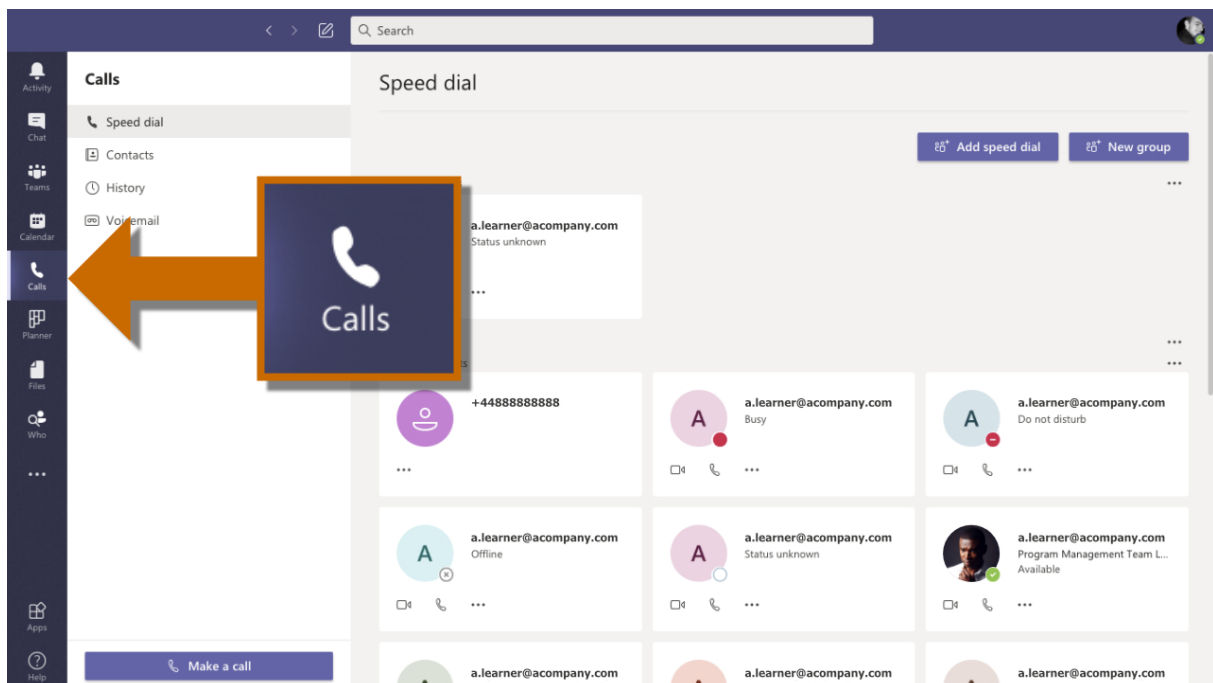 Search
Activity
Chat
Teams
Calendar
Calls
Planner
Files
Who
Apps
Help
Calls
Speed dial
Contacts
History
Voicemail
Make a call
Calls
Speed dial
Add speed dial
New group
a.learner@acompany.com
Status unknown
+44888888888
a.learner@acompany.com
Busy
a.learner@acompany.com
Do not disturb
a.learner@acompany.com
Offline
a.learner@acompany.com
Status unknown
a.learner@acompany.com
Program Management Team L...
Available
a.learner@acompany.com
a.learner@acompany.com
a.learner@acompany.com